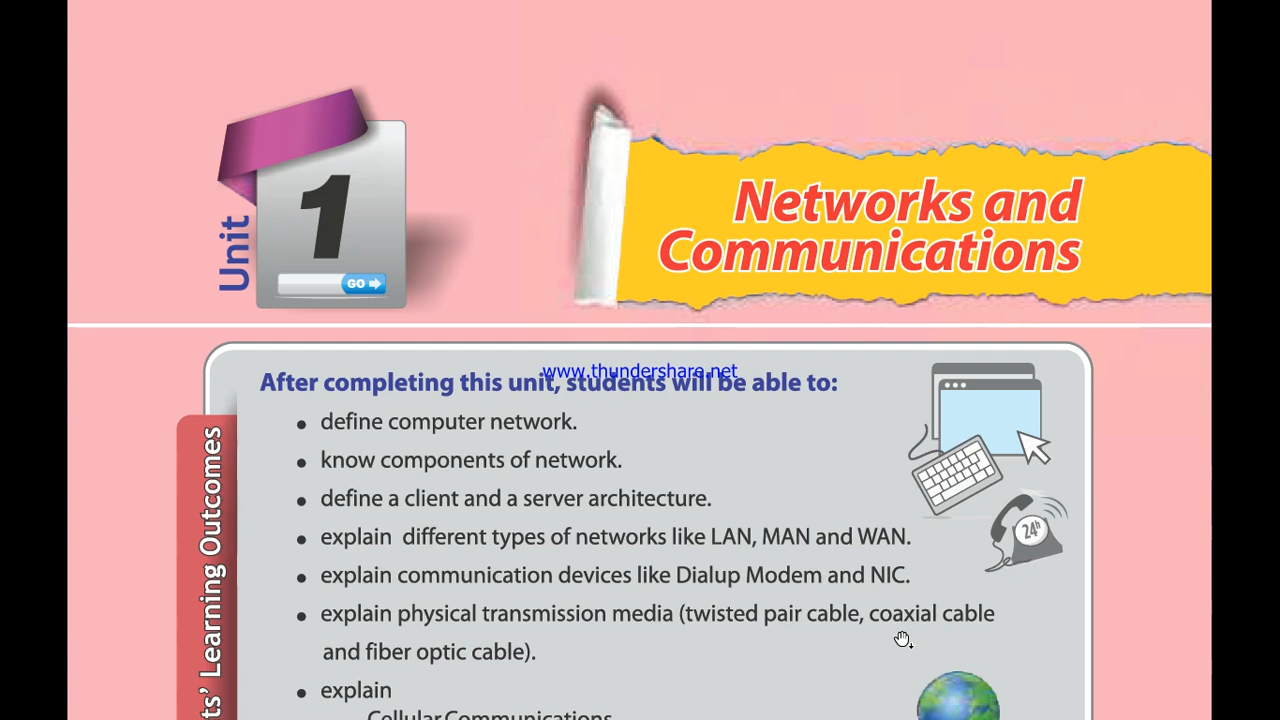 Unit
1
GO
Networks and
Communications
www.thundershare.net
After completing this unit, students will be able to:
• define computer network.
• know components of network.
• define a client and a server architecture.
• explain different types of networks like LAN, MAN and WAN.
• explain communication devices like Dialup Modem and NIC.
• explain physical transmission media (twisted pair cable, coaxial cable
and fiber optic cable).
• explain
Cellular Communications
24h
ts' Learning Outcomes